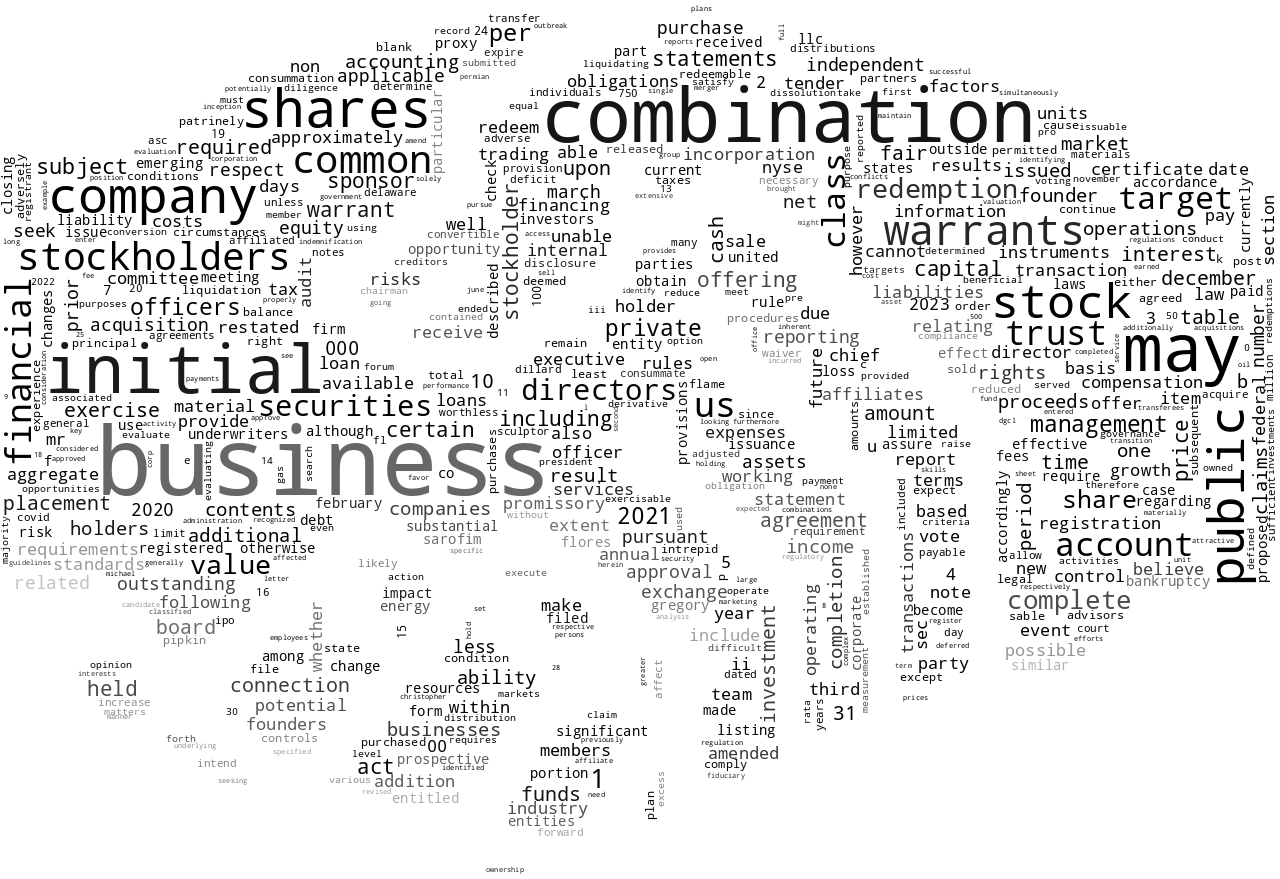 plans
transfer
outbreak
record 24
per
purchase
full
blank
proxy
expire
reports received
llc
distributions
non
accounting
submitted
part
statements
independent
consummation
applicable
permian
liquidating
redeemable
obligations
satisfy
2
tender
partners
successful
potentially
diligence
determine
individuals
750
single
merger
dissolution
take
first
factors
simultaneously
must
inception
shares
particular
equal
combination
maintain
units
patrinely
19
approximately
amend
redeem
adverse
reported
cause
issuable
pro
asc
required
evaluation
corporation
common
trading
able
released
group
incorporation
class
purpose
fair
outside
permitted
identifying
market
materials
closing
adversely
registrant
subject
emerging
respect
solely
check
provision
upon
current
nyse
states
results
issued
certificate
date
example
position
conditions
government
sponsor
delaware
deficit
taxes
necessary
conflicts
redemption
voting
november
accordance
company
days
unless
member
warrant
pursue
stockholder
march
financing
13
extensive
brought
net
valuation
founder
continue
target
currently
section
liability
costs
equity
using
well
convertible
investors
cash
might
information
warrants
operations
pay
seek
issue
conversion
circumstances
affiliated
indemnification
access
unable
many
sale
however
cannot
determined
regulations
conduct
long
enter
stockholders
notes
opportunity
internal
provides
united
targets
cost
capital
instruments
interest
k
post
2022
fee
committee
meeting
audit
creditors
risks
disclosure
parties
offering
liabilities
beneficial
transaction
earned
either
december
changes
prior
7
20
liquidation
tax
chairman
going
described
deemed
sell
obtain
identify
reduce
meet
asset
2023
order
stock
laws
agreed
law
paid
purposes
officers
properly
balance
contained
june
ended
100
iii
holder
rule
pre
procedures
due
500
relating
compliance
3
50
table
number
million redemptions
25
acquisition
restated
firm
receive
private
office
inherent
reporting
trust
additionally
acquisitions
financial
principal
agreements
right
000
remain
entity
option
waiver
incurred
future
chief
effect
director
completed
service
may
0
initial
see
loan
forum
executive
consummate
rules
open
loss
provided
sold
rights
basis
oil
experience
consideration
payments
available
total
performance
10
11
dillard
least
flame
affiliates
reduced
fund
served
compensation
b
acquire
federal
9
associated
securities
loans
worthless
directors
derivative
provisions
us
since
amounts
amount
proceeds
offer
item
general
key
exercise
material
although
certain
sculptor
including
1
second
looking furthermore
expenses
limited
dgcl
entered
transferees
management
governance
public
mr
use
activity
provide
approve
underwriters
fl
also
issuance
u
assure
raise
effective
transaction
one
price
subsequent
18
f
considered
approved
evaluate
business
co
purchases
officer
president
adjusted
holding
assets
report
skills
fees
time
sheet
require
growth
owned
claims
aggregate
opportunities
corp
e
evaluating
14
gas
search
favor
result
services
working
obligation
payment
none
terms
expect
therefore
case
placement
2020
contents
february
companies
exercisable
promissory
without
expected
statement
combinations
included
based
criteria
accordingly
period
share
regarding
materially
proposed
sufficient
investments
covid
administration
recognized
debt
even
substantial
extent
2021
used
agreement
requirement
vote
registration
defined
majority
risk
holders
limit
additional
sarofim
specific
flores
pursuant
income
regulatory
payable
account
attractive
guidelines
requirements
registered
otherwise
affected
annual
herein
intrepid
security
transactions
allow
activities
unit
standards
generally
value
likely
approval
p
5
large
completion
4
new
control
believe
related
michael
outstanding
letter
16
action
impact
energy
execute
exchange
operate
note
legal
respectively
bankruptcy
candidate
classified
following
set
make
gregory
analysis
marketing
year
8
established
become
complete
board
ipo
pipkin
employees
whether
15
hold
filed
respective
persons
include
difficult
operating
complex
corporate
measurement
sec
register
day
deferred
sable
advisors
event
court
efforts
opinion
interests
among
file
state
change
less
condition
28
greater
affect
ii
dated
investment
term
party
except
possible
similar
held
increase
matters
manner
connection
potential
30
resources
christopher
ability
markets
team
made
third
years
rata
31
prices
founders
controls
specified
form
within
distribution
claim
significant
previously
listing
regulation
forth
underlying
businesses
purchased
level
00
requires
members
affiliate
amended
comply
fiduciary
intend
seeking
act
prospective
identified
various
addition
revised
entitled
portion
1
need
funds
plan
excess
industry
entities
forward
ownership